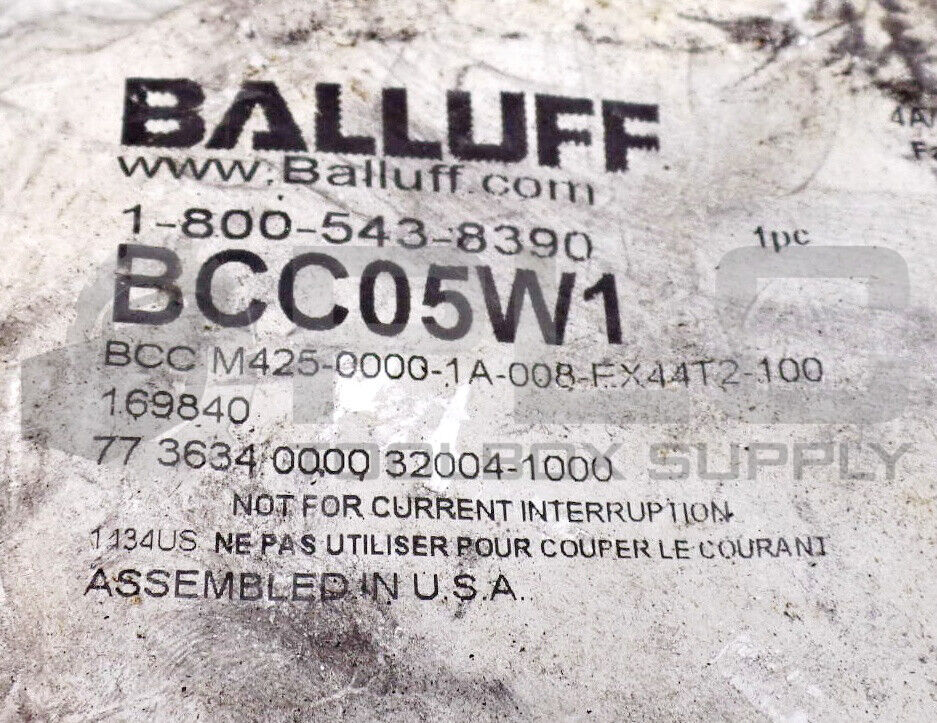 BALLUFF
www.Balluff.com
1-800-543-8390
1pc
BCC05W1
BCC M425-0000-1A-008-EX44T2-100
169840
77 3634 0000 32004-1000
TOOLBOX SUPPLY
NOT FOR CURRENT INTERRUPTION
1134US NE PAS UTILISER POUR COUPER LE COURANT
ASSEMBLED IN U.S.A.